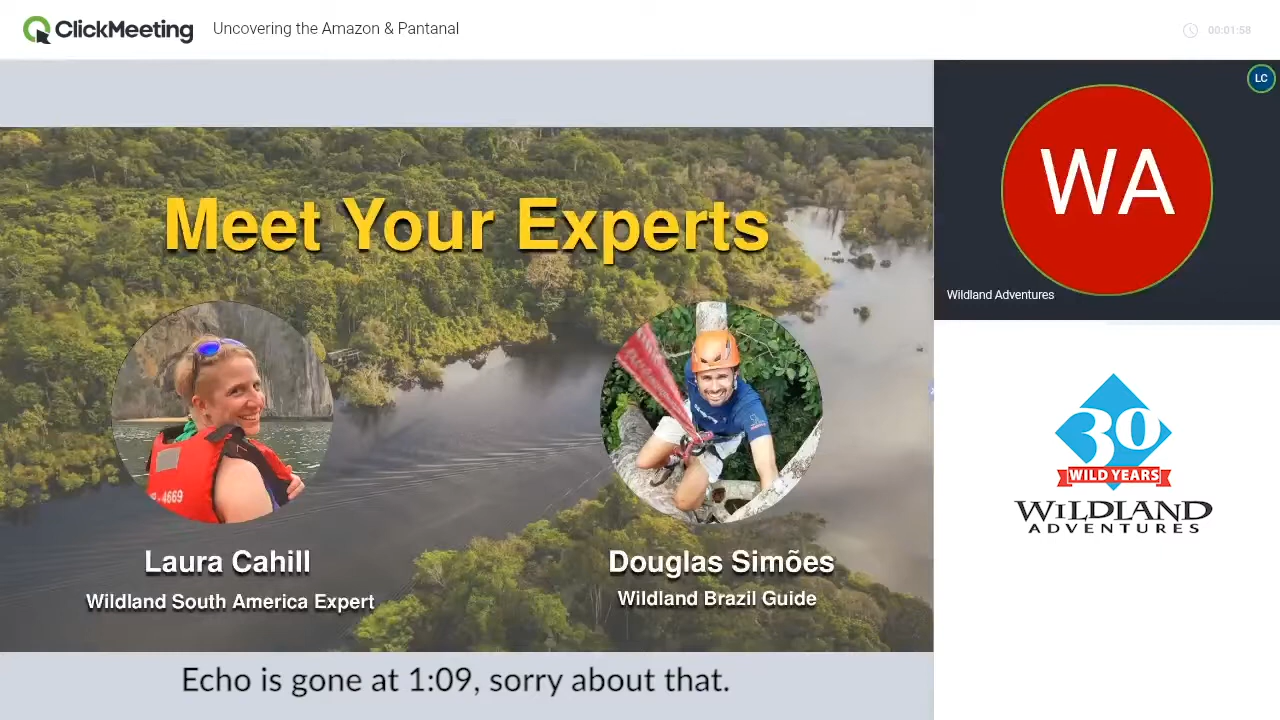 ClickMeeting
Uncovering the Amazon & Pantanal
00:01:58
LC
WA
Wildland Adventures
Meet Your Experts
4669
Laura Cahill
Wildland South America Expert
Douglas Simões
Wildland Brazil Guide
30
WILD YEARS
WILDLAND
ADVENTURES
Echo is gone at 1:09, sorry about that.